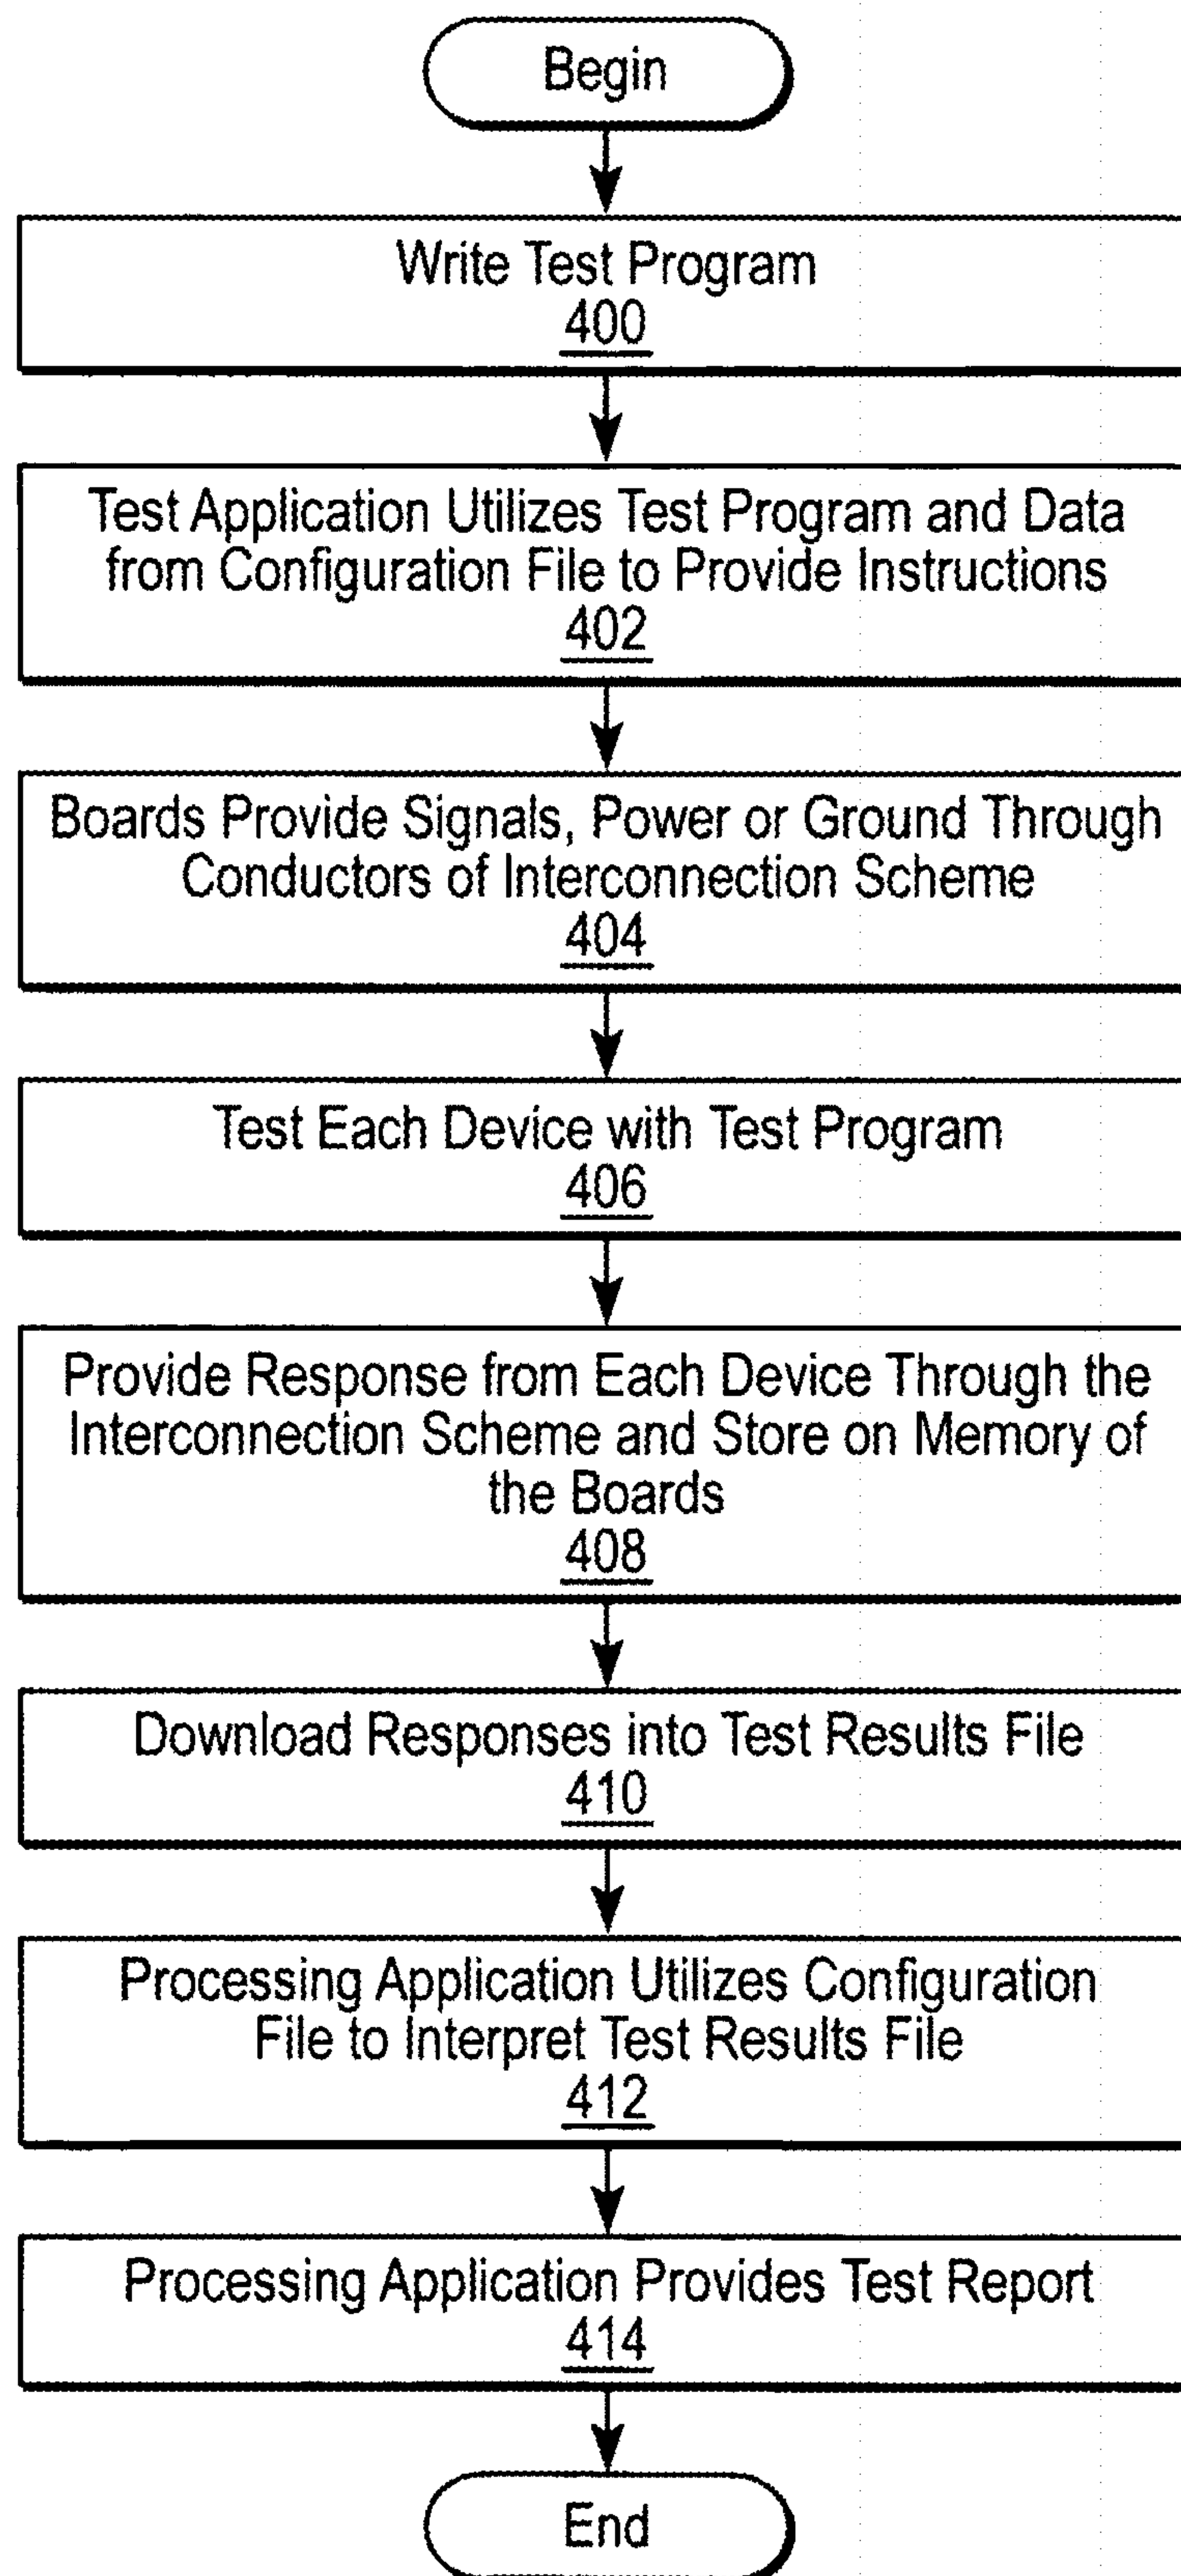 Begin
Write Test Program
400
Test Application Utilizes Test Program and Data
from Configuration File to Provide Instructions
402
Boards Provide Signals, Power or Ground Through
Conductors of Interconnection Scheme
404
Test Each Device with Test Program
406
Provide Response from Each Device Through the
Interconnection Scheme and Store on Memory of
the Boards
408
Download Responses into Test Results File
410
Processing Application Utilizes Configuration
File to Interpret Test Results File
412
Processing Application Provides Test Report
414
End